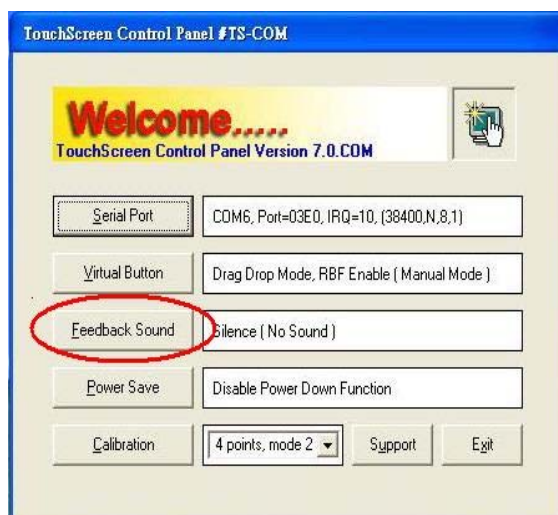 TouchScreen Control Panel #TS-COM
Welcome.....
TouchScreen Control Panel Version 7.0.COM
Serial Port
COM6, Port=03E0, IRQ=10, (38400,N,8,1)
Virtual Button
Drag Drop Mode, RBF Enable ( Manual Mode )
Feedback Sound
Silence ( No Sound )
Power Save
Disable Power Down Function
Calibration
4 points, mode 2
Support
Exit